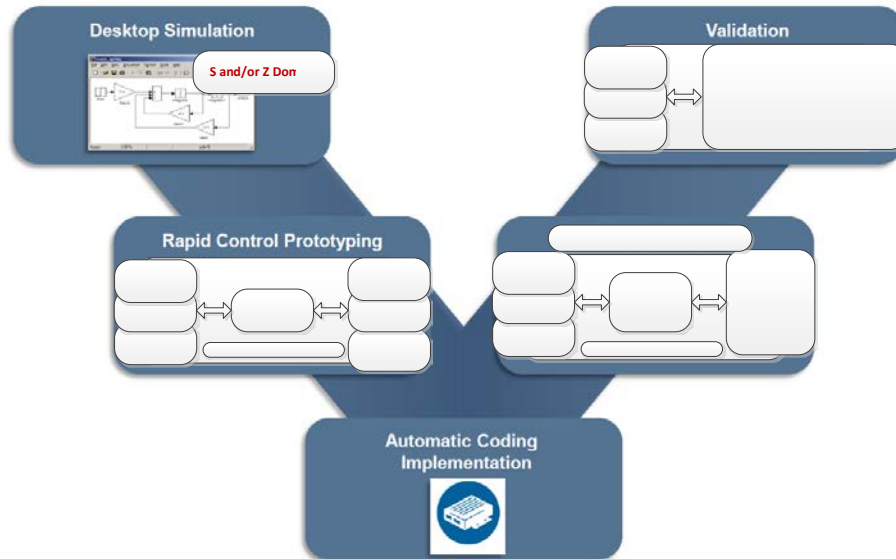 Desktop Simulation
S and/or Z Dom
Validation
Rapid Control Prototyping
Automatic Coding
Implementation